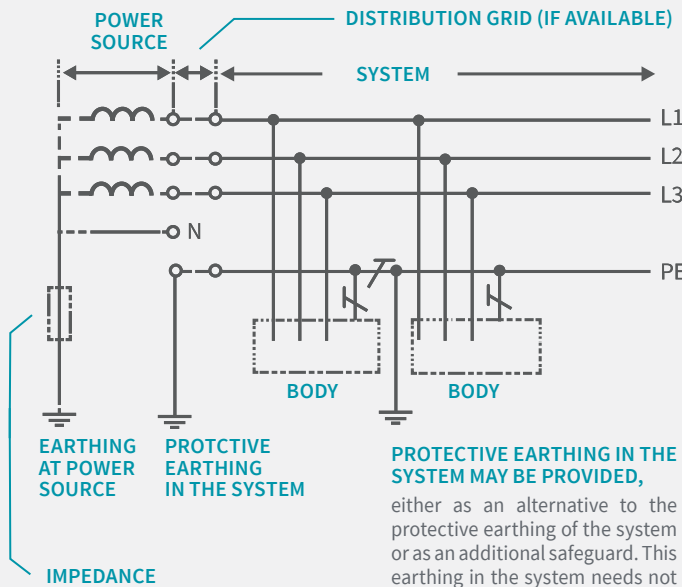 POWER
SOURCE
DISTRIBUTION GRID (IF AVAILABLE)
SYSTEM
L1
L2
L3
N
PE
BODY
BODY
EARTHING
AT POWER
SOURCE
PROTCTIVE
EARTHING
IN THE SYSTEM
IMPEDANCE
PROTECTIVE EARTHING IN THE
SYSTEM MAY BE PROVIDED,
either as an alternative to the
protective earthing of the system
or as an additional safeguard. This
earthing in the system needs not